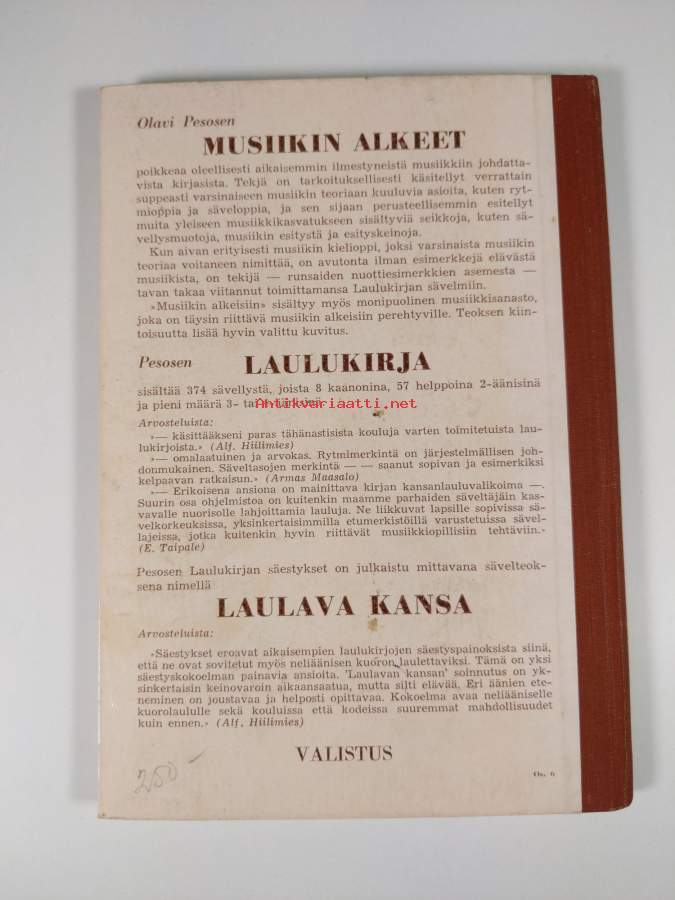 Olavi Pesosen
MUSIIKIN ALKEET
poikkeaa oleellisesti aikaisemmin ilmestyneistä musiikkiin johdatta-
vista kirjasista. Tekjä on tarkoituksellisesti käsitellyt verrattain
suppeasti varsinaiseen musiikin teoriaan kuuluvia asioita, kuten ryt-
mioppia ja säveloppia, ja sen sijaan perusteellisemmin esitellyt
muita yleiseen musiikkikasvatukseen sisältyviä seikkoja, kuten sä-
vellysmuotoja, musiikin esitystä ja esityskeinoja.
Kun aivan erityisesti musiikin kielioppi, joksi varsinaista musiikin
teoriaa voitaneen nimittää, on avutonta ilman esimerkkejä elävästä
musiikista, on tekijä — runsaiden nuottiesimerkkien asemesta —
tavan takaa viitannut toimittamansa Laulukirjan sävelmiin.
»Musiikin alkeisiin» sisältyy myös monipuolinen musiikkisanasto,
joka on täysin riittävä musiikin alkeisiin perehtyville. Teoksen kiin-
toisuutta lisää hyvin valittu kuvitus.
Pesosen LAULUKIRJA
sisältää 374 sävellystä, joista 8 kaanonina, 57 helppoina 2-äänisinä
ja pieni määrä 3- tai 4-äänisinä.
Antikvariaatti.net
Arvosteluista:
»— käsittääkseni paras tähänastisista kouluja varten toimitetuista lau-
lukirjoista.» (Alf. Hiilimies)
»— omalaatuinen ja arvokas. Rytmimerkintä on järjestelmällisen joh-
donmukainen. Säveltasojen merkintä — — saanut sopivan ja esimerkiksi
kelpaavan ratkaisun.» (Armas Maasalo)
»— Erikoisena ansiona on mainittava kirjan kansanlauluvalikoima —.
Suurin osa ohjelmistoa on kuitenkin maamme parhaiden säveltäjäin kas-
vavalle nuorisolle lahjoittamia lauluja. Ne liikkuvat lapsille sopivissa sä-
velkorkeuksissa, yksinkertaisimmilla etumerkistöillä varustetuissa sävel-
lajeissa, jotka kuitenkin hyvin riittävät musiikkiopillisiin tehtäviin.»
(E. Taipale)
Pesosen Laulukirjan säestykset on julkaistu mittavana sävelteok-
sena nimellä
LAULAVA KANSA
Arvosteluista:
»Säestykset eroavat aikaisempien laulukirjojen säestyspainoksista siinä,
että ne ovat sovitetut myös neliäänisen kuoron laulettaviksi. Tämä on yksi
säestyskokoelman painavia ansioita. 'Laulavan kansan' soinnutus on yk-
sinkertaisin keinovaroin aikaansaatua, mutta silti elävää. Eri äänien ete-
neminen on joustavaa ja helposti opittavaa. Kokoelma avaa neliääniselle
kuorolaululle sekä kouluissa että kodeissa suuremmat mahdollisuudet
kuin ennen.» (Alf. Hiilimies)
VALISTUS
250-
Os. 6